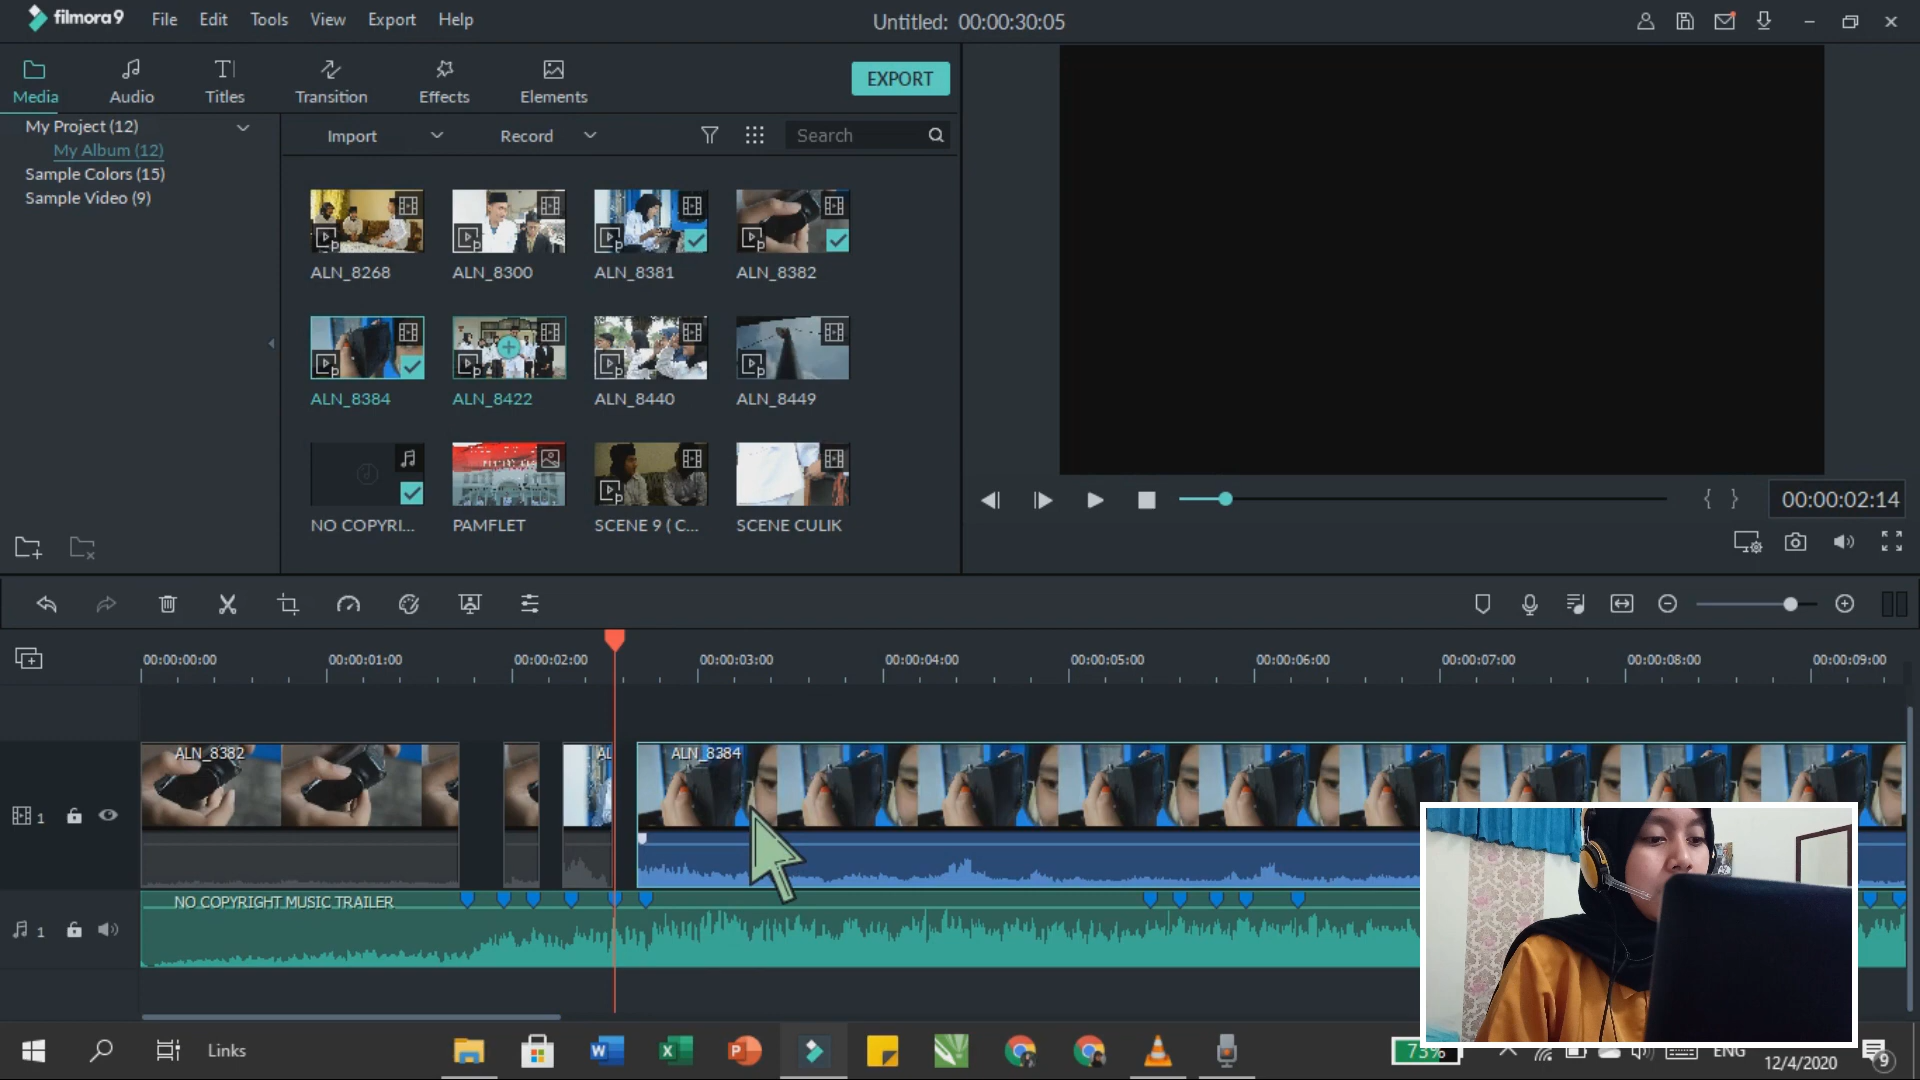 filmora9 File Edit Tools View Export Help Untitled: 00:00:30:05
Media Audio Titles Transition Effects Elements EXPORT
My Project (12)
My Album (12)
Sample Colors (15)
Sample Video (9)
Import Record Search
ALN_8268 ALN_8300 ALN_8381 ALN_8382
ALN_8384 ALN_8422 ALN_8440 ALN_8449
NO COPYRI... PAMFLET SCENE 9 ( C... SCENE CULIK
{ } 00:00:02:14
00:00:00:00 00:00:01:00 00:00:02:00 00:00:03:00 00:00:04:00 00:00:05:00 00:00:06:00 00:00:07:00 00:00:08:00 00:00:09:00
ALN_8382 AL ALN_8384
1
NO COPYRIGHT MUSIC TRAILER
1
Links 73% ENG 12/4/2020 9